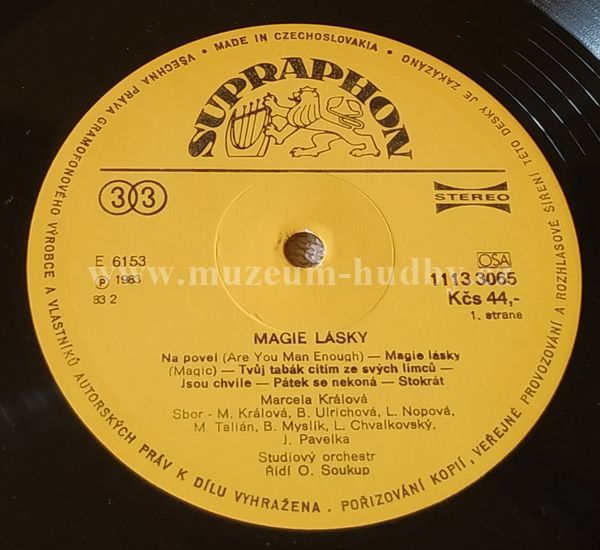 VŠECHNA PRÁVA GRAMOFONOVÉHO VÝROBCE A VLASTNÍKŮ AUTORSKÝCH PRÁV K DÍLU VYHRAŽENA . POŘIZOVÁNÍ KOPIÍ, VEŘEJNÉ PROVOZOVÁNÍ A ROZHLASOVÉ ŠÍŘENÍ TÉTO DESKY JE ZAKÁZÁNO
• MADE IN CZECHOSLOVAKIA •
SUPRAPHON
33
STEREO
E 6153
Ⓟ 1983
83 2
OSA
1113 3065
Kčs 44,-
1. strana
www.muzeum-hudby.cz
MAGIE LÁSKY
Na povel (Are You Man Enough) — Magie lásky
(Magic) — Tvůj tabák cítím ze svých límců —
Jsou chvíle — Pátek se nekoná — Stokrát
Marcela Králová
Sbor - M. Králová, B. Ulrichová, L. Nopová,
M. Talián, B. Myslík, L. Chvalkovský,
J. Pavelka
Studiový orchestr
Řídí O. Soukup